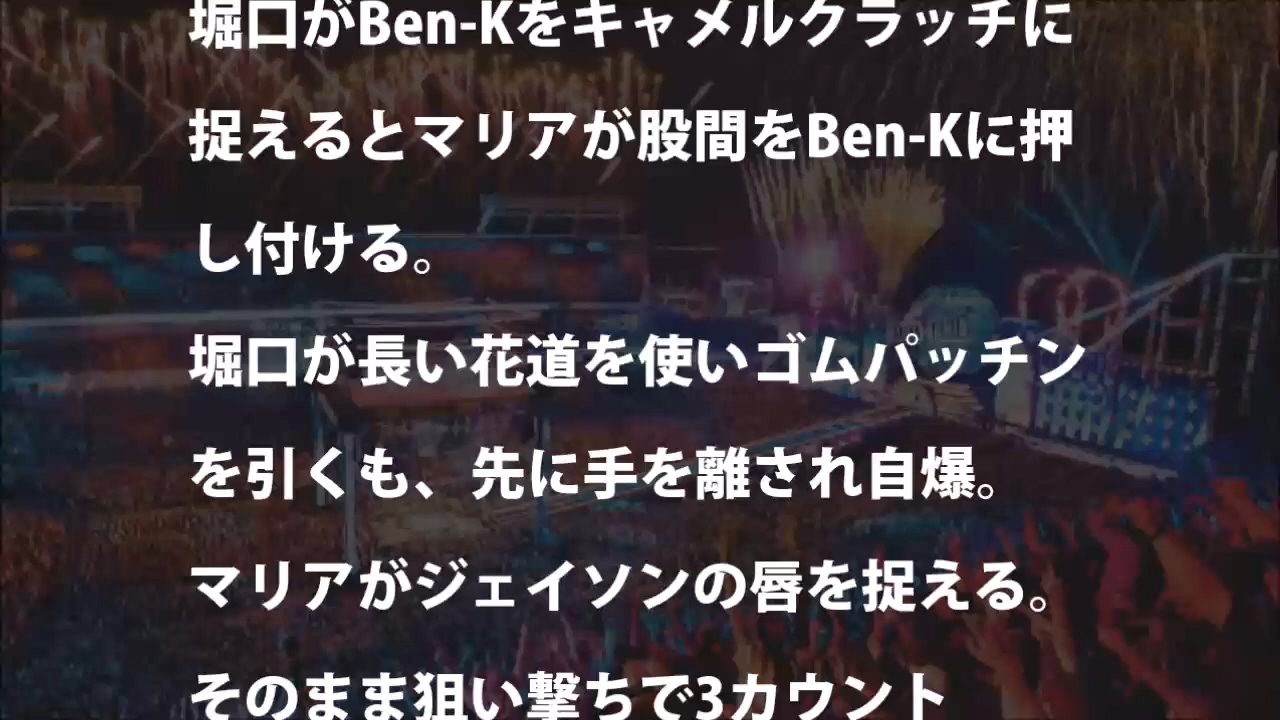 堀口がBen-Kをキャメルクラッチに
捉えるとマリアが股間をBen-Kに押
し付ける。
堀口が長い花道を使いゴムパッチン
を引くも、先に手を離され自爆。
マリアがジェイソンの唇を捉える。
そのまま狙い撃ちで3カウント